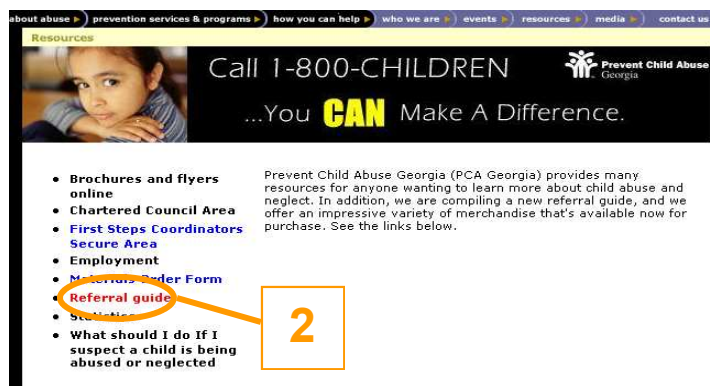 about abuse prevention services & programs how you can help who we are events resources media contact us
Resources
Call 1-800-CHILDREN
Prevent Child Abuse
Georgia
...You CAN Make A Difference.
Brochures and flyers
online
Chartered Council Area
First Steps Coordinators
Secure Area
Employment
Materials Order Form
Referral guide
Statistics
What should I do If I
suspect a child is being
abused or neglected
Prevent Child Abuse Georgia (PCA Georgia) provides many
resources for anyone wanting to learn more about child abuse and
neglect. In addition, we are compiling a new referral guide, and we
offer an impressive variety of merchandise that's available now for
purchase. See the links below.
2